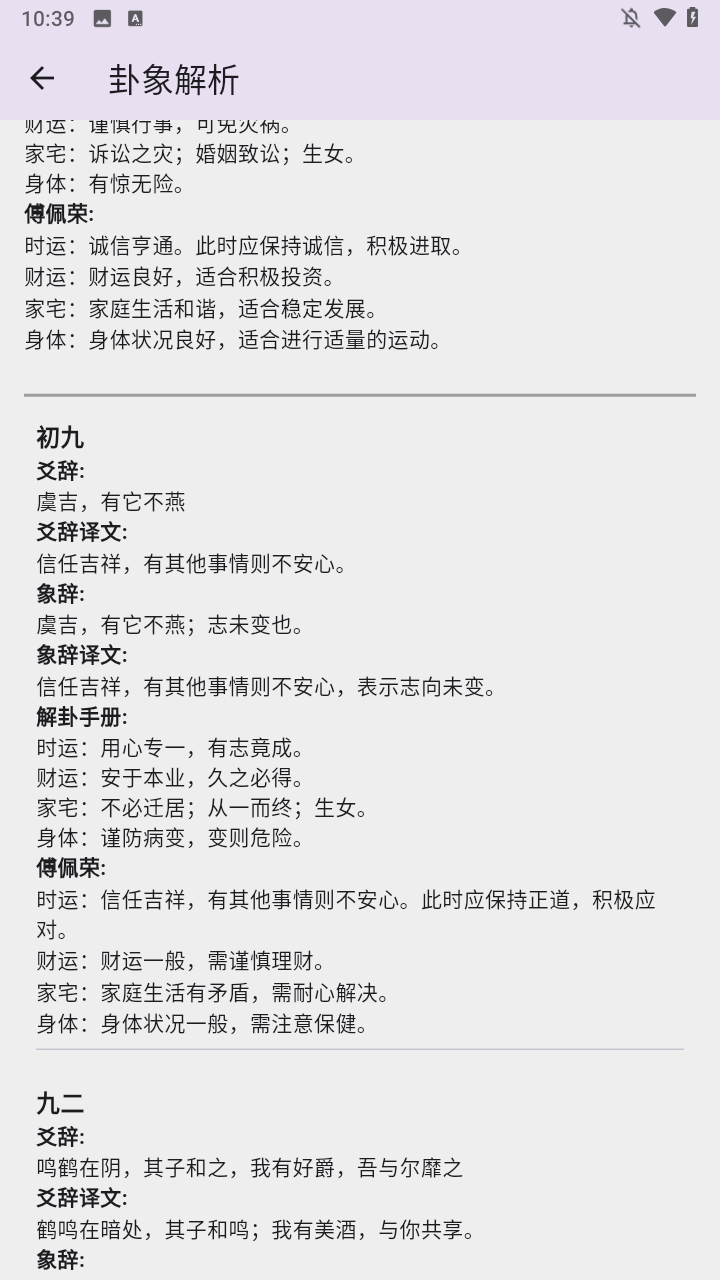 10:39
卦象解析
财运：谨慎行事，可免灾祸。
家宅：诉讼之灾；婚姻致讼；生女。
身体：有惊无险。
傅佩荣:
时运：诚信亨通。此时应保持诚信，积极进取。
财运：财运良好，适合积极投资。
家宅：家庭生活和谐，适合稳定发展。
身体：身体状况良好，适合进行适量的运动。
初九
爻辞:
虞吉，有它不燕
爻辞译文:
信任吉祥，有其他事情则不安心。
象辞:
虞吉，有它不燕；志未变也。
象辞译文:
信任吉祥，有其他事情则不安心，表示志向未变。
解卦手册:
时运：用心专一，有志竟成。
财运：安于本业，久之必得。
家宅：不必迁居；从一而终；生女。
身体：谨防病变，变则危险。
傅佩荣:
时运：信任吉祥，有其他事情则不安心。此时应保持正道，积极应
对。
财运：财运一般，需谨慎理财。
家宅：家庭生活有矛盾，需耐心解决。
身体：身体状况一般，需注意保健。
九二
爻辞:
鸣鹤在阴，其子和之，我有好爵，吾与尔靡之
爻辞译文:
鹤鸣在暗处，其子和鸣；我有美酒，与你共享。
象辞: